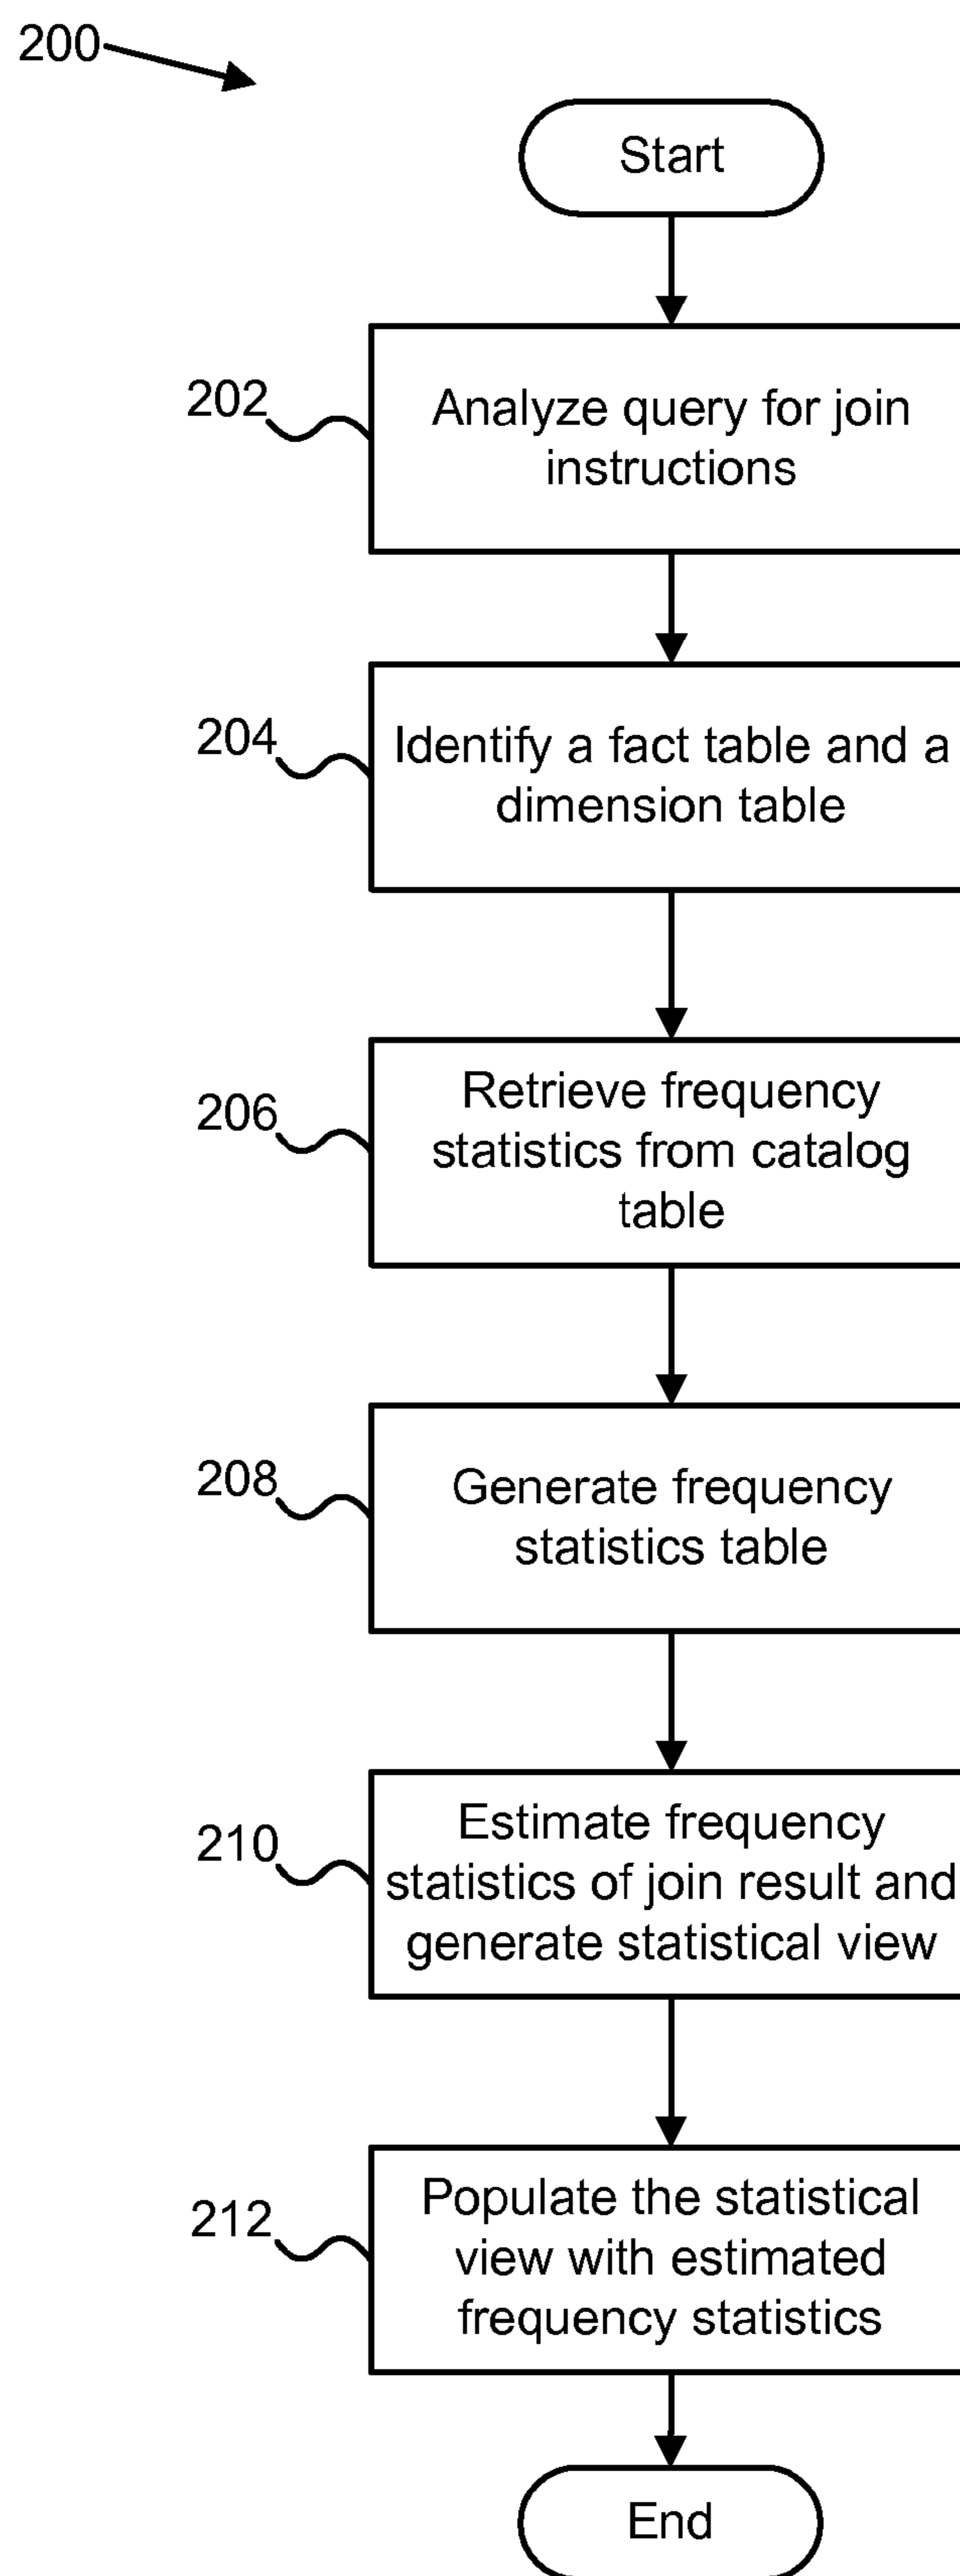 200
Start
202
Analyze query for join
instructions
204
Identify a fact table and a
dimension table
206
Retrieve frequency
statistics from catalog
table
208
Generate frequency
statistics table
210
Estimate frequency
statistics of join result and
generate statistical view
212
Populate the statistical
view with estimated
frequency statistics
End